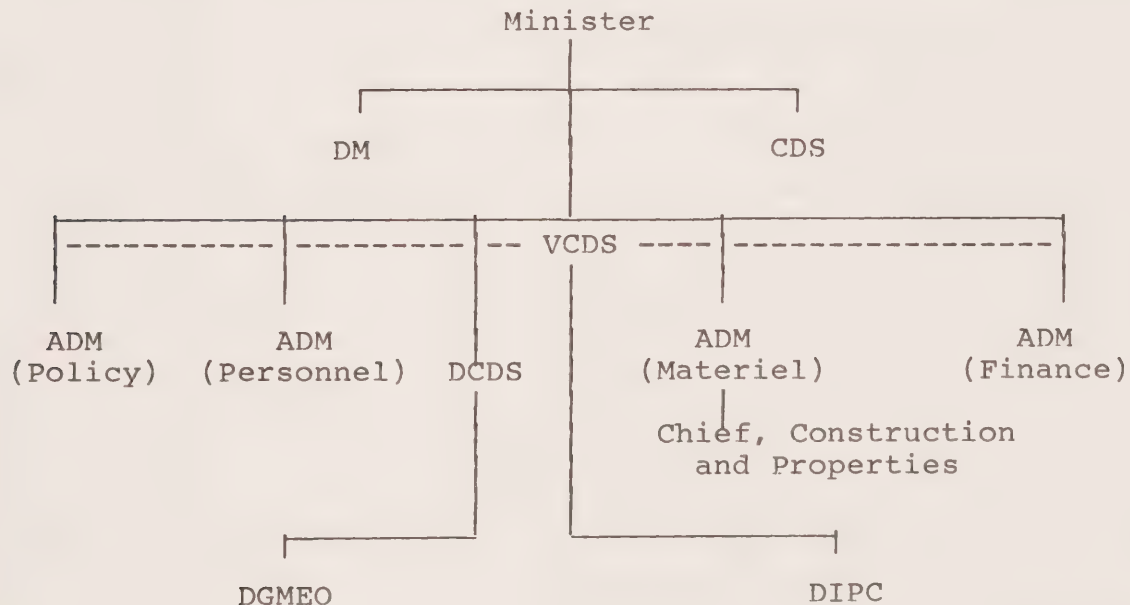 Minister
DM CDS
VCDS
ADM ADM ADM ADM
(Policy) (Personnel) DCDS (Materiel) (Finance)
Chief, Construction
and Properties
DGMEO DIPC